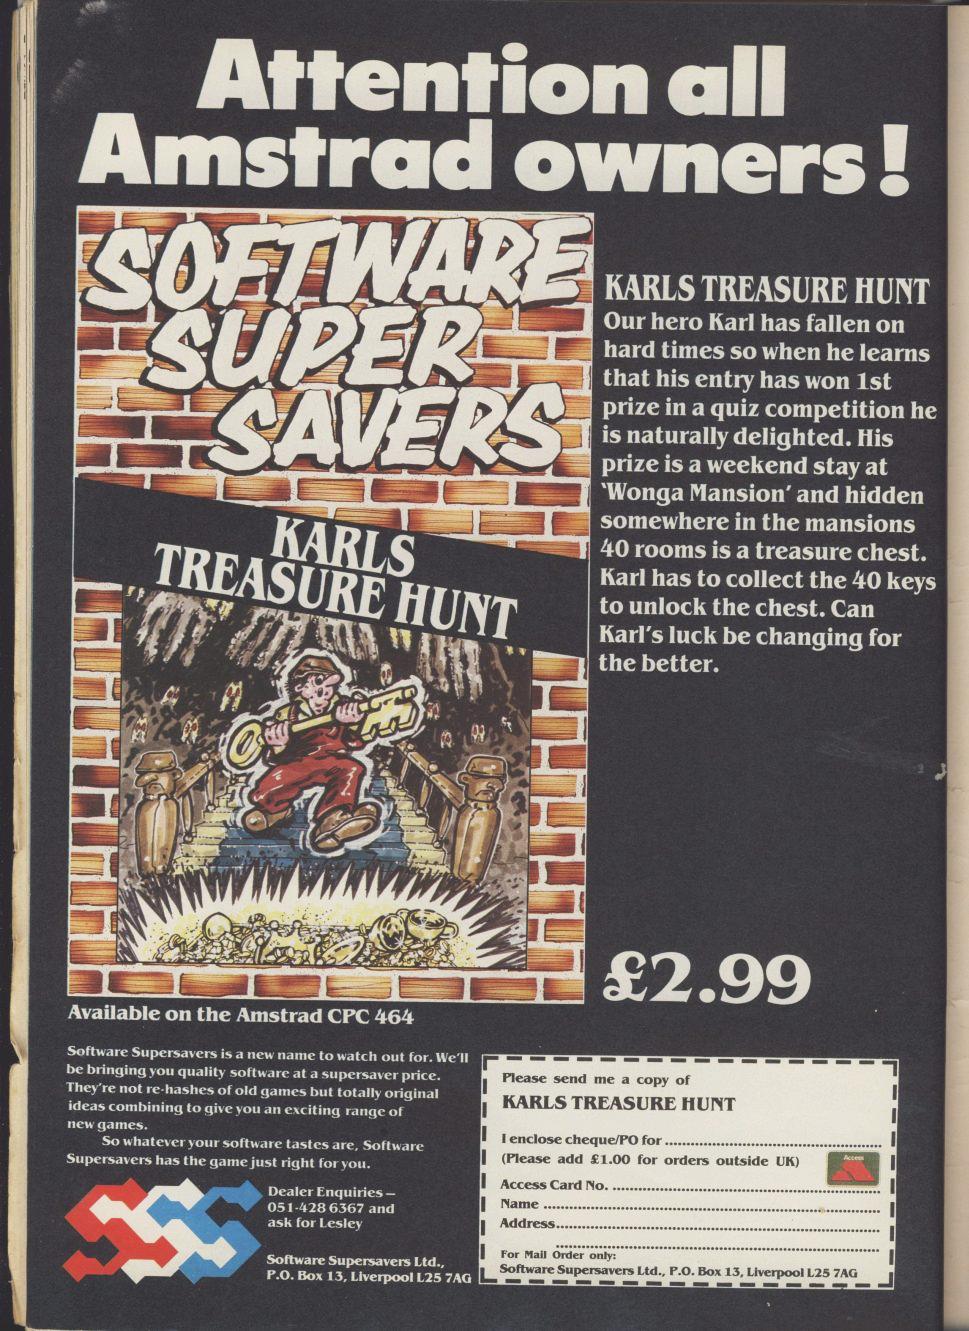 Attention all
Amstrad owners!
SOFTWARE
SUPER
SAVERS
KARLS
TREASURE HUNT
KARLS TREASURE HUNT
Our hero Karl has fallen on
hard times so when he learns
that his entry has won 1st
prize in a quiz competition he
is naturally delighted. His
prize is a weekend stay at
'Wonga Mansion' and hidden
somewhere in the mansions
40 rooms is a treasure chest.
Karl has to collect the 40 keys
to unlock the chest. Can
Karl's luck be changing for
the better.
£2.99
Available on the Amstrad CPC 464
Software Supersavers is a new name to watch out for. We'll
be bringing you quality software at a supersaver price.
They're not re-hashes of old games but totally original
ideas combining to give you an exciting range of
new games.
So whatever your software tastes are, Software
Supersavers has the game just right for you.
Dealer Enquiries —
051-428 6367 and
ask for Lesley
Software Supersavers Ltd.,
P.O. Box 13, Liverpool L25 7AG
Please send me a copy of
KARLS TREASURE HUNT
I enclose cheque/PO for
(Please add £1.00 for orders outside UK)
Access
Access Card No.
Name
Address
For Mail Order only:
Software Supersavers Ltd., P.O. Box 13, Liverpool L25 7AG